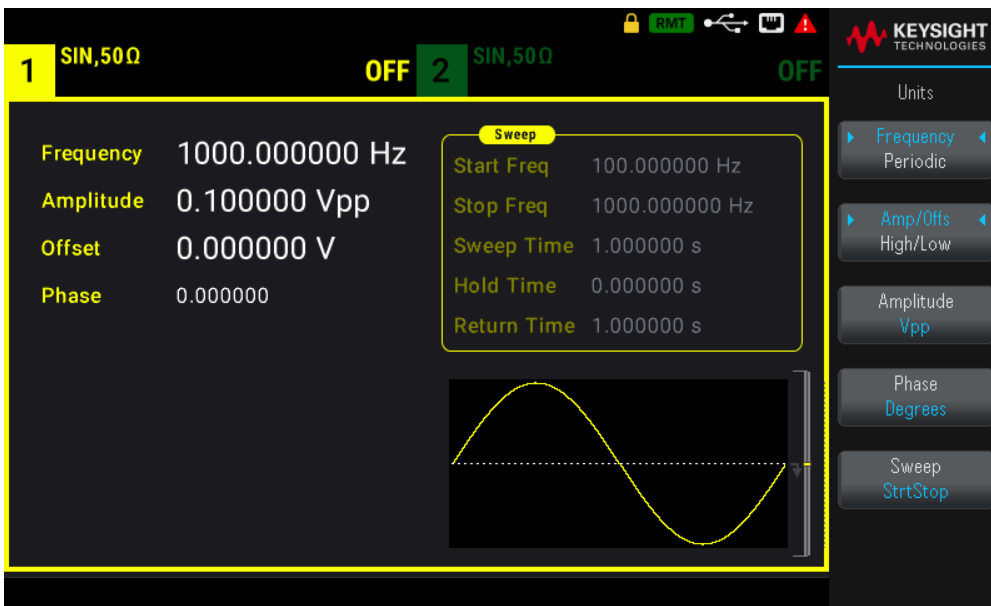 RMT
KEYSIGHT
TECHNOLOGIES
1 SIN,50Ω OFF 2 SIN,50Ω OFF
Units
Sweep
Frequency 1000.000000 Hz
Amplitude 0.100000 Vpp
Offset 0.000000 V
Phase 0.000000
Start Freq 100.000000 Hz
Stop Freq 1000.000000 Hz
Sweep Time 1.000000 s
Hold Time 0.000000 s
Return Time 1.000000 s
Frequency
Periodic
Amp/Offs
High/Low
Amplitude
Vpp
Phase
Degrees
Sweep
StrtStop